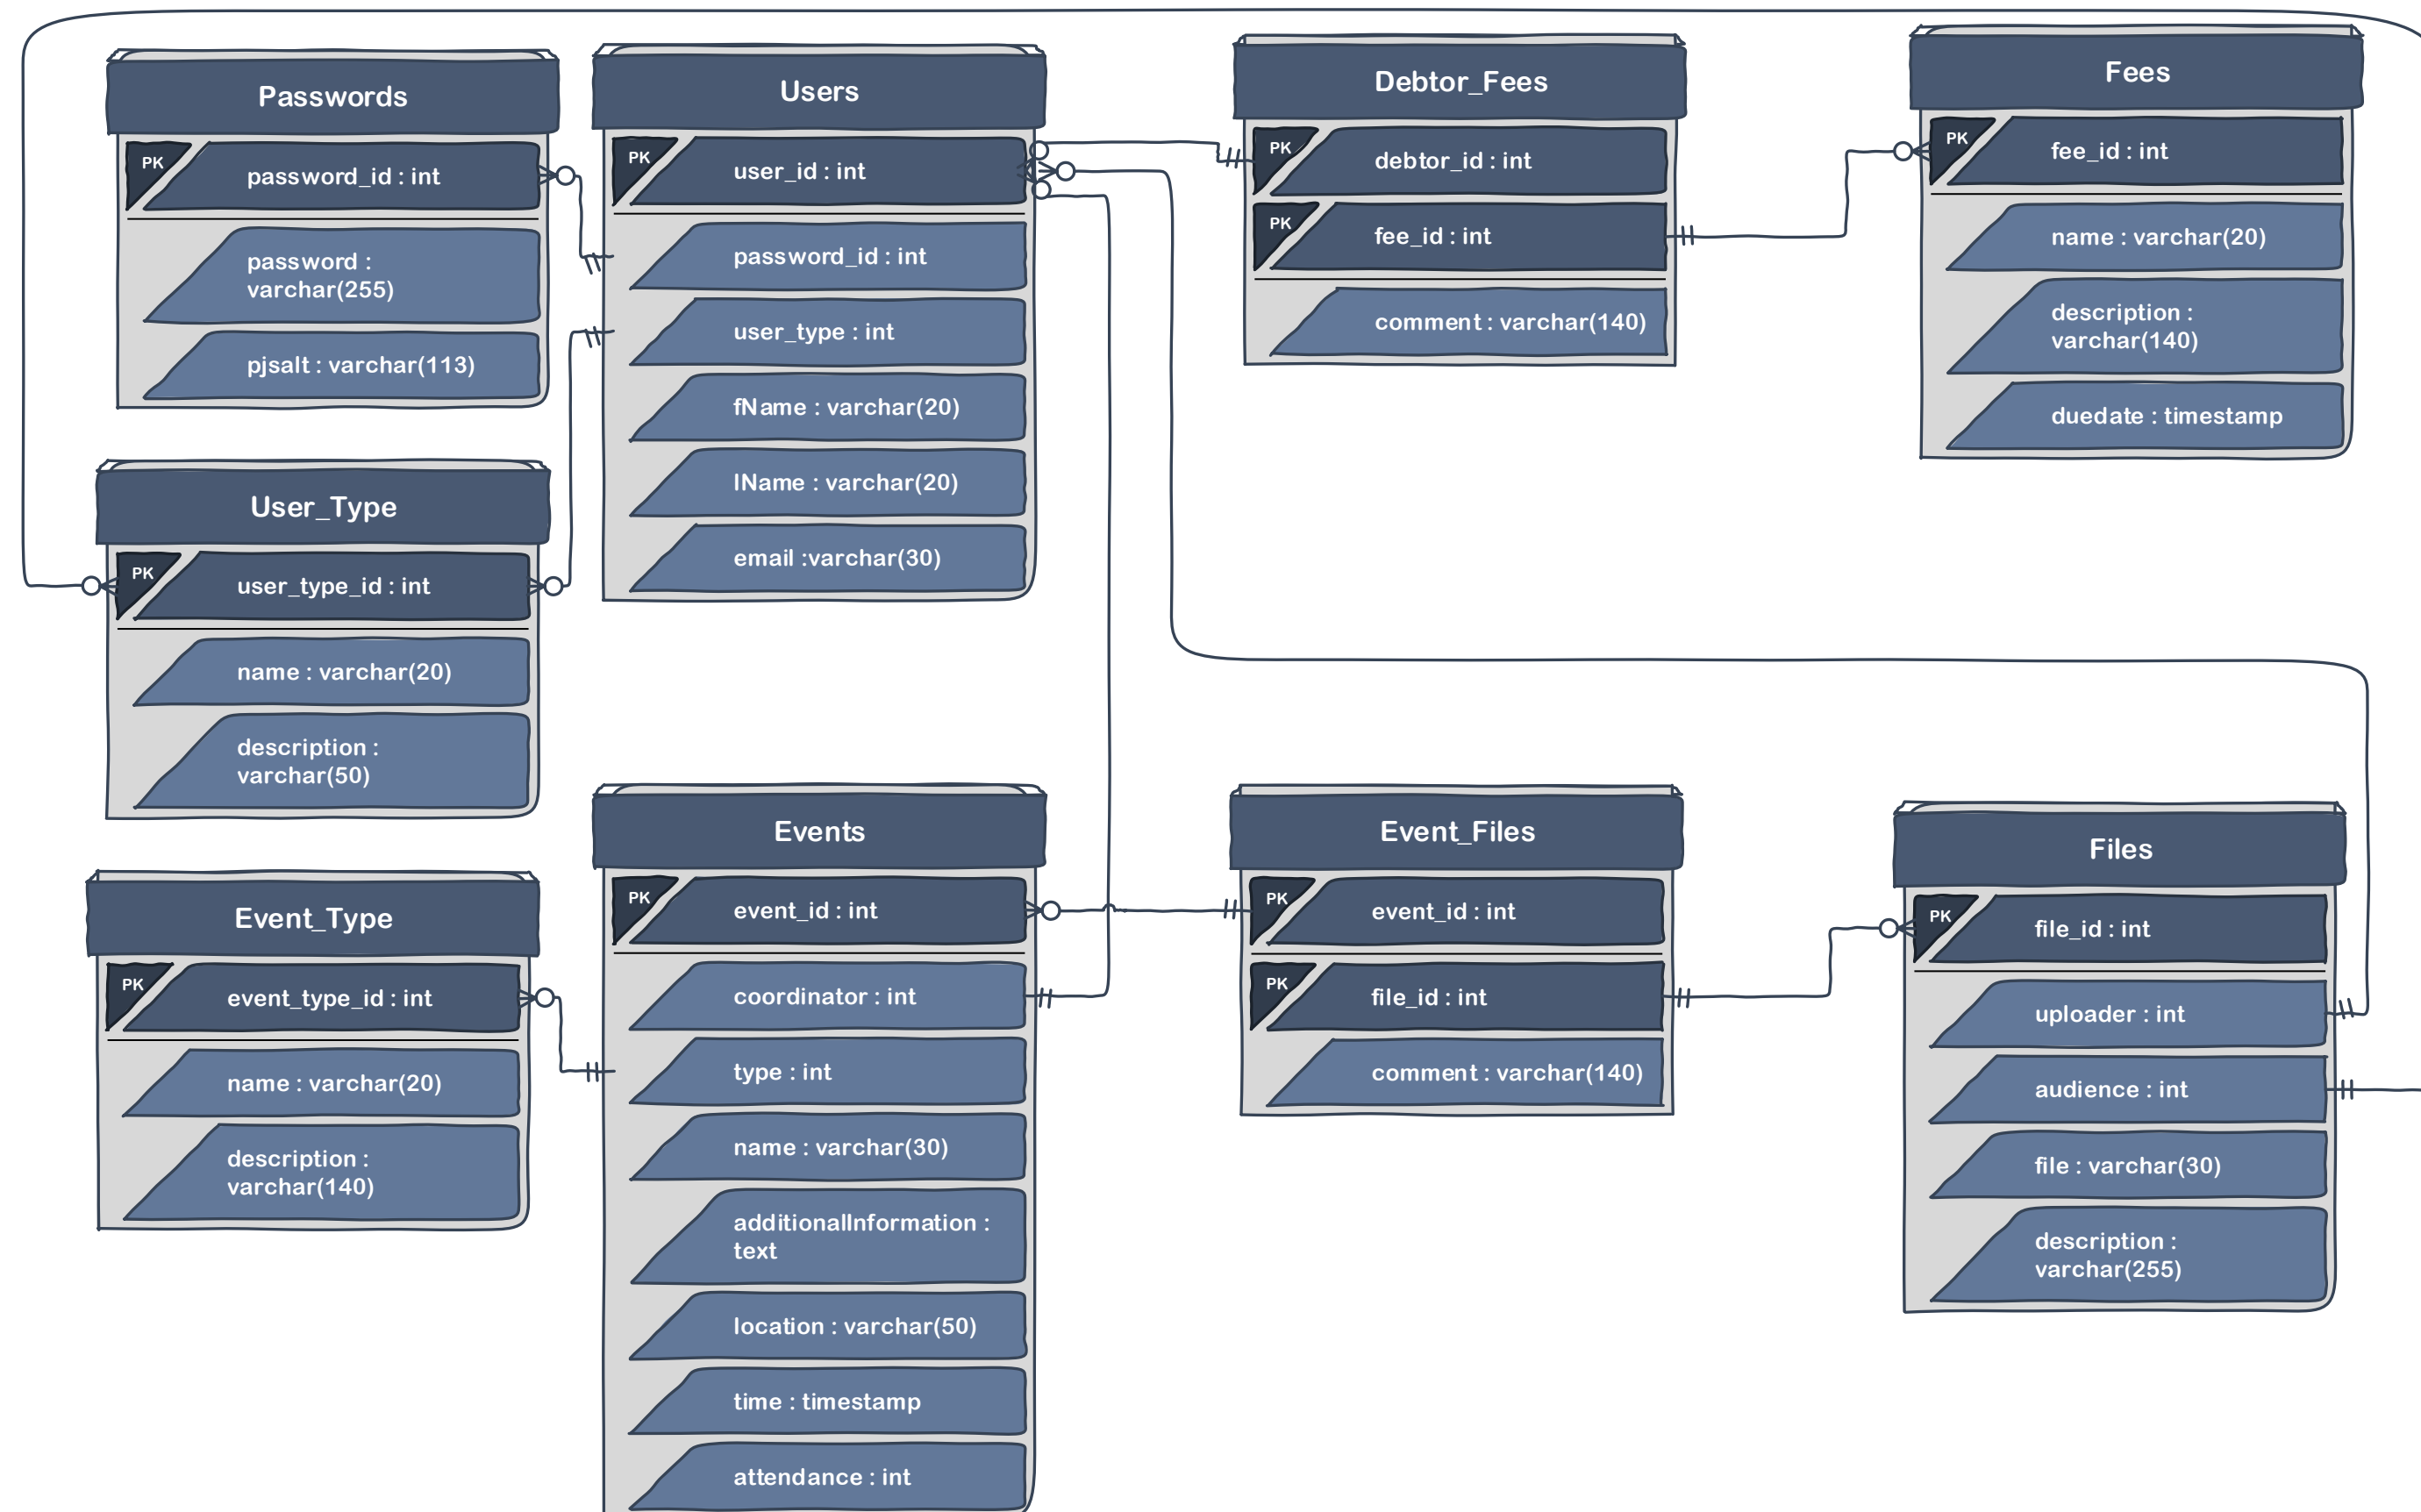 Passwords
PK
password_id : int
password :
varchar(255)
pjsalt : varchar(113)
Users
PK
user_id : int
password_id : int
user_type : int
fName : varchar(20)
lName : varchar(20)
email :varchar(30)
Debtor_Fees
PK
debtor_id : int
PK
fee_id : int
comment : varchar(140)
Fees
PK
fee_id : int
name : varchar(20)
description :
varchar(140)
duedate : timestamp
User_Type
PK
user_type_id : int
name : varchar(20)
description :
varchar(50)
Event_Type
PK
event_type_id : int
name : varchar(20)
description :
varchar(140)
Events
PK
event_id : int
coordinator : int
type : int
name : varchar(30)
additionalInformation :
text
location : varchar(50)
time : timestamp
attendance : int
Event_Files
PK
event_id : int
PK
file_id : int
comment : varchar(140)
Files
PK
file_id : int
uploader : int
audience : int
file : varchar(30)
description :
varchar(255)